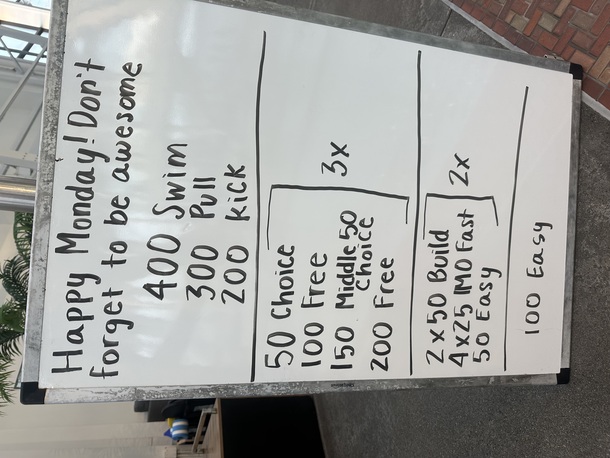 Happy Monday! Don't
forget to be awesome
400 Swim
300 Pull
200 Kick
50 Choice
100 Free
150 Middle 50
Choice
200 Free
3x
2x50 Build
4x25 IMO Fast
50 Easy
2x
100 Easy